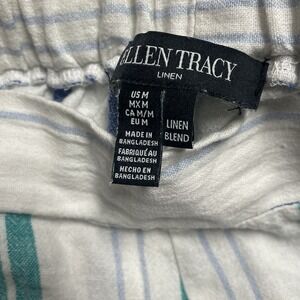 ELLEN TRACY
LINEN
US M
MX M
CA M/M
EU M
MADE IN
BANGLADESH
FABRIQUÉ AU
BANGLADESH
HECHO EN
BANGLADESH
LINEN
BLEND